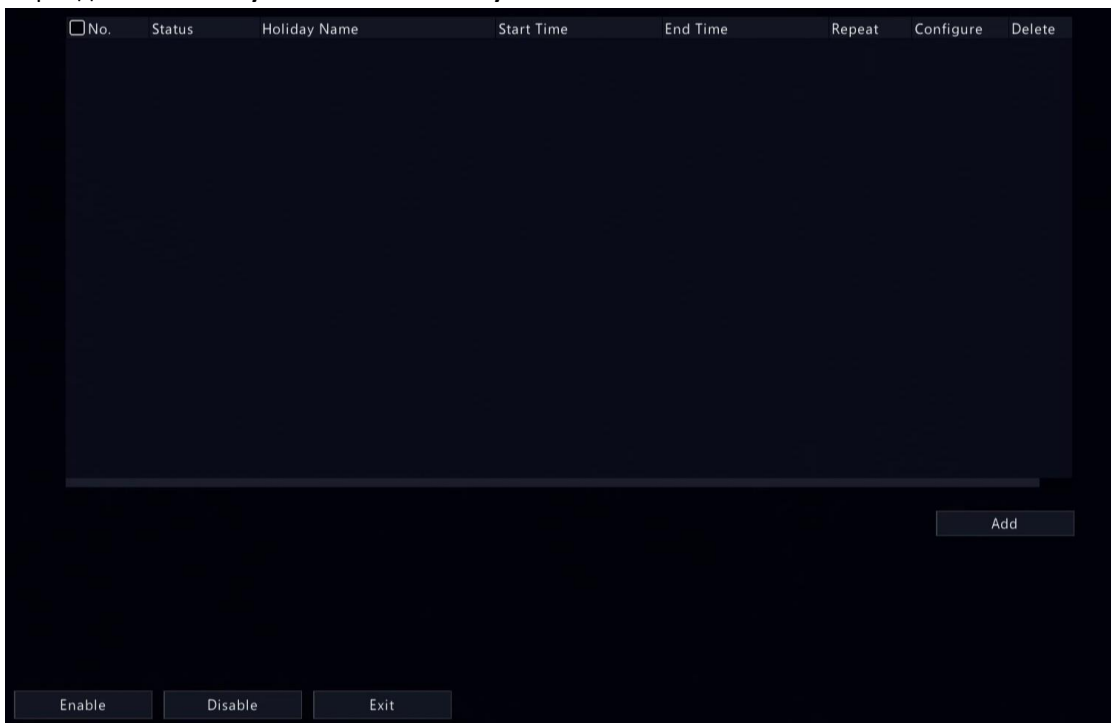 No. Status Holiday Name Start Time End Time Repeat Configure Delete
Add
Enable Disable Exit